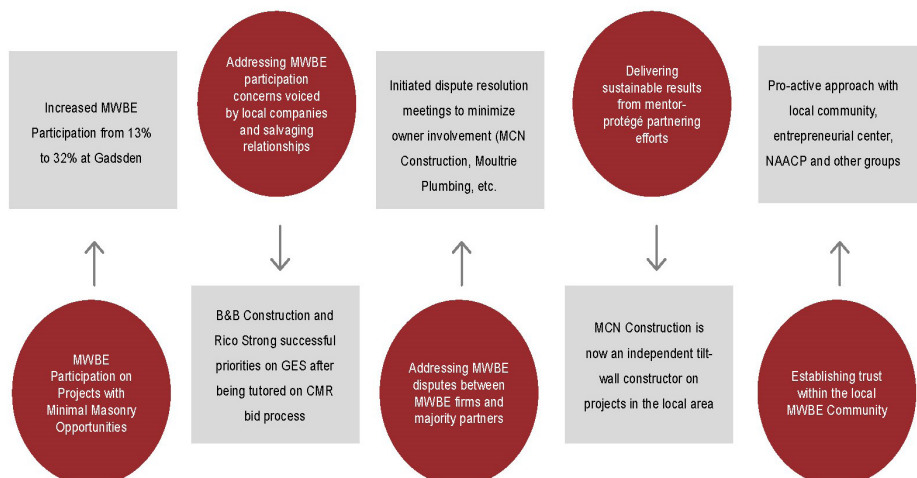 Increased MWBE
Participation from 13%
to 32% at Gadsden
Addressing MWBE
participation
concerns voiced
by local companies
and salvaging
relationships
Initiated dispute resolution
meetings to minimize
owner involvement (MCN
Construction, Moultrie
Plumbing, etc.
Delivering
sustainable results
from mentor-
protégé partnering
efforts
Pro-active approach with
local community,
entrepreneurial center,
NAACP and other groups
MWBE
Participation on
Projects with
Minimal Masonry
Opportunities
B&B Construction and
Rico Strong successful
priorities on GES after
being tutored on CMR
bid process
Addressing MWBE
disputes between
MWBE firms and
majority partners
MCN Construction is
now an independent tilt-
wall constructor on
projects in the local area
Establishing trust
within the local
MWBE Community